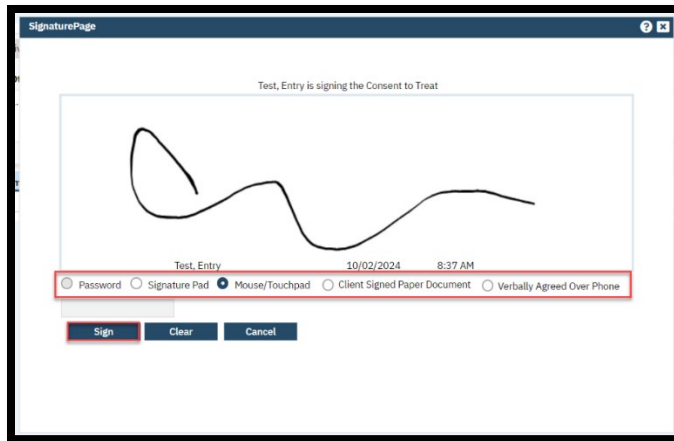 SignaturePage
Test, Entry is signing the Consent to Treat
Test, Entry 10/02/2024 8:37 AM
Password Signature Pad Mouse/Touchpad Client Signed Paper Document Verbally Agreed Over Phone
Sign Clear Cancel